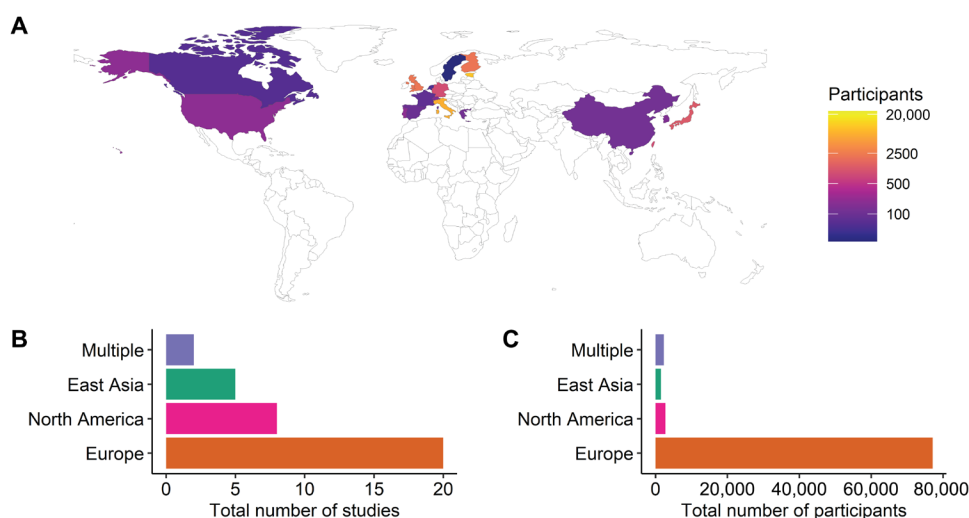 A
Participants
20,000
2500
500
100
B
Multiple
East Asia
North America
Europe
0 5 10 15 20
Total number of studies
C
Multiple
East Asia
North America
Europe
0 20,000 40,000 60,000 80,000
Total number of participants